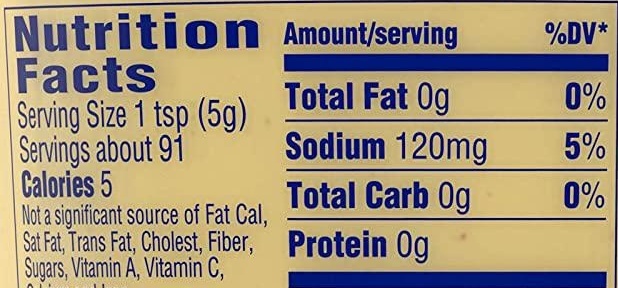 Nutrition
Facts
Serving Size 1 tsp (5g)
Servings about 91
Calories 5
Not a significant source of Fat Cal,
Sat Fat, Trans Fat, Cholest, Fiber,
Sugars, Vitamin A, Vitamin C,
Amount/serving %DV*
Total Fat 0g 0%
Sodium 120mg 5%
Total Carb 0g 0%
Protein 0g